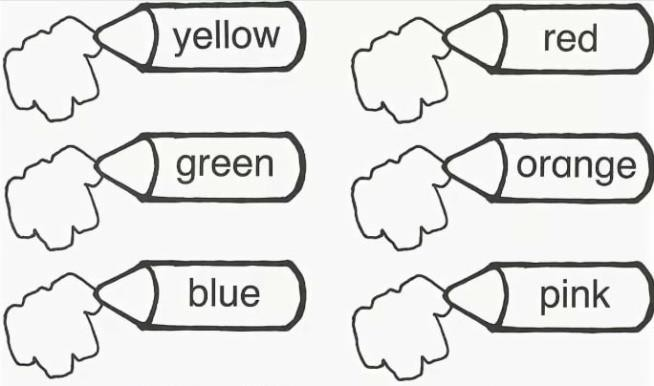 yellow
red
green
orange
blue
pink